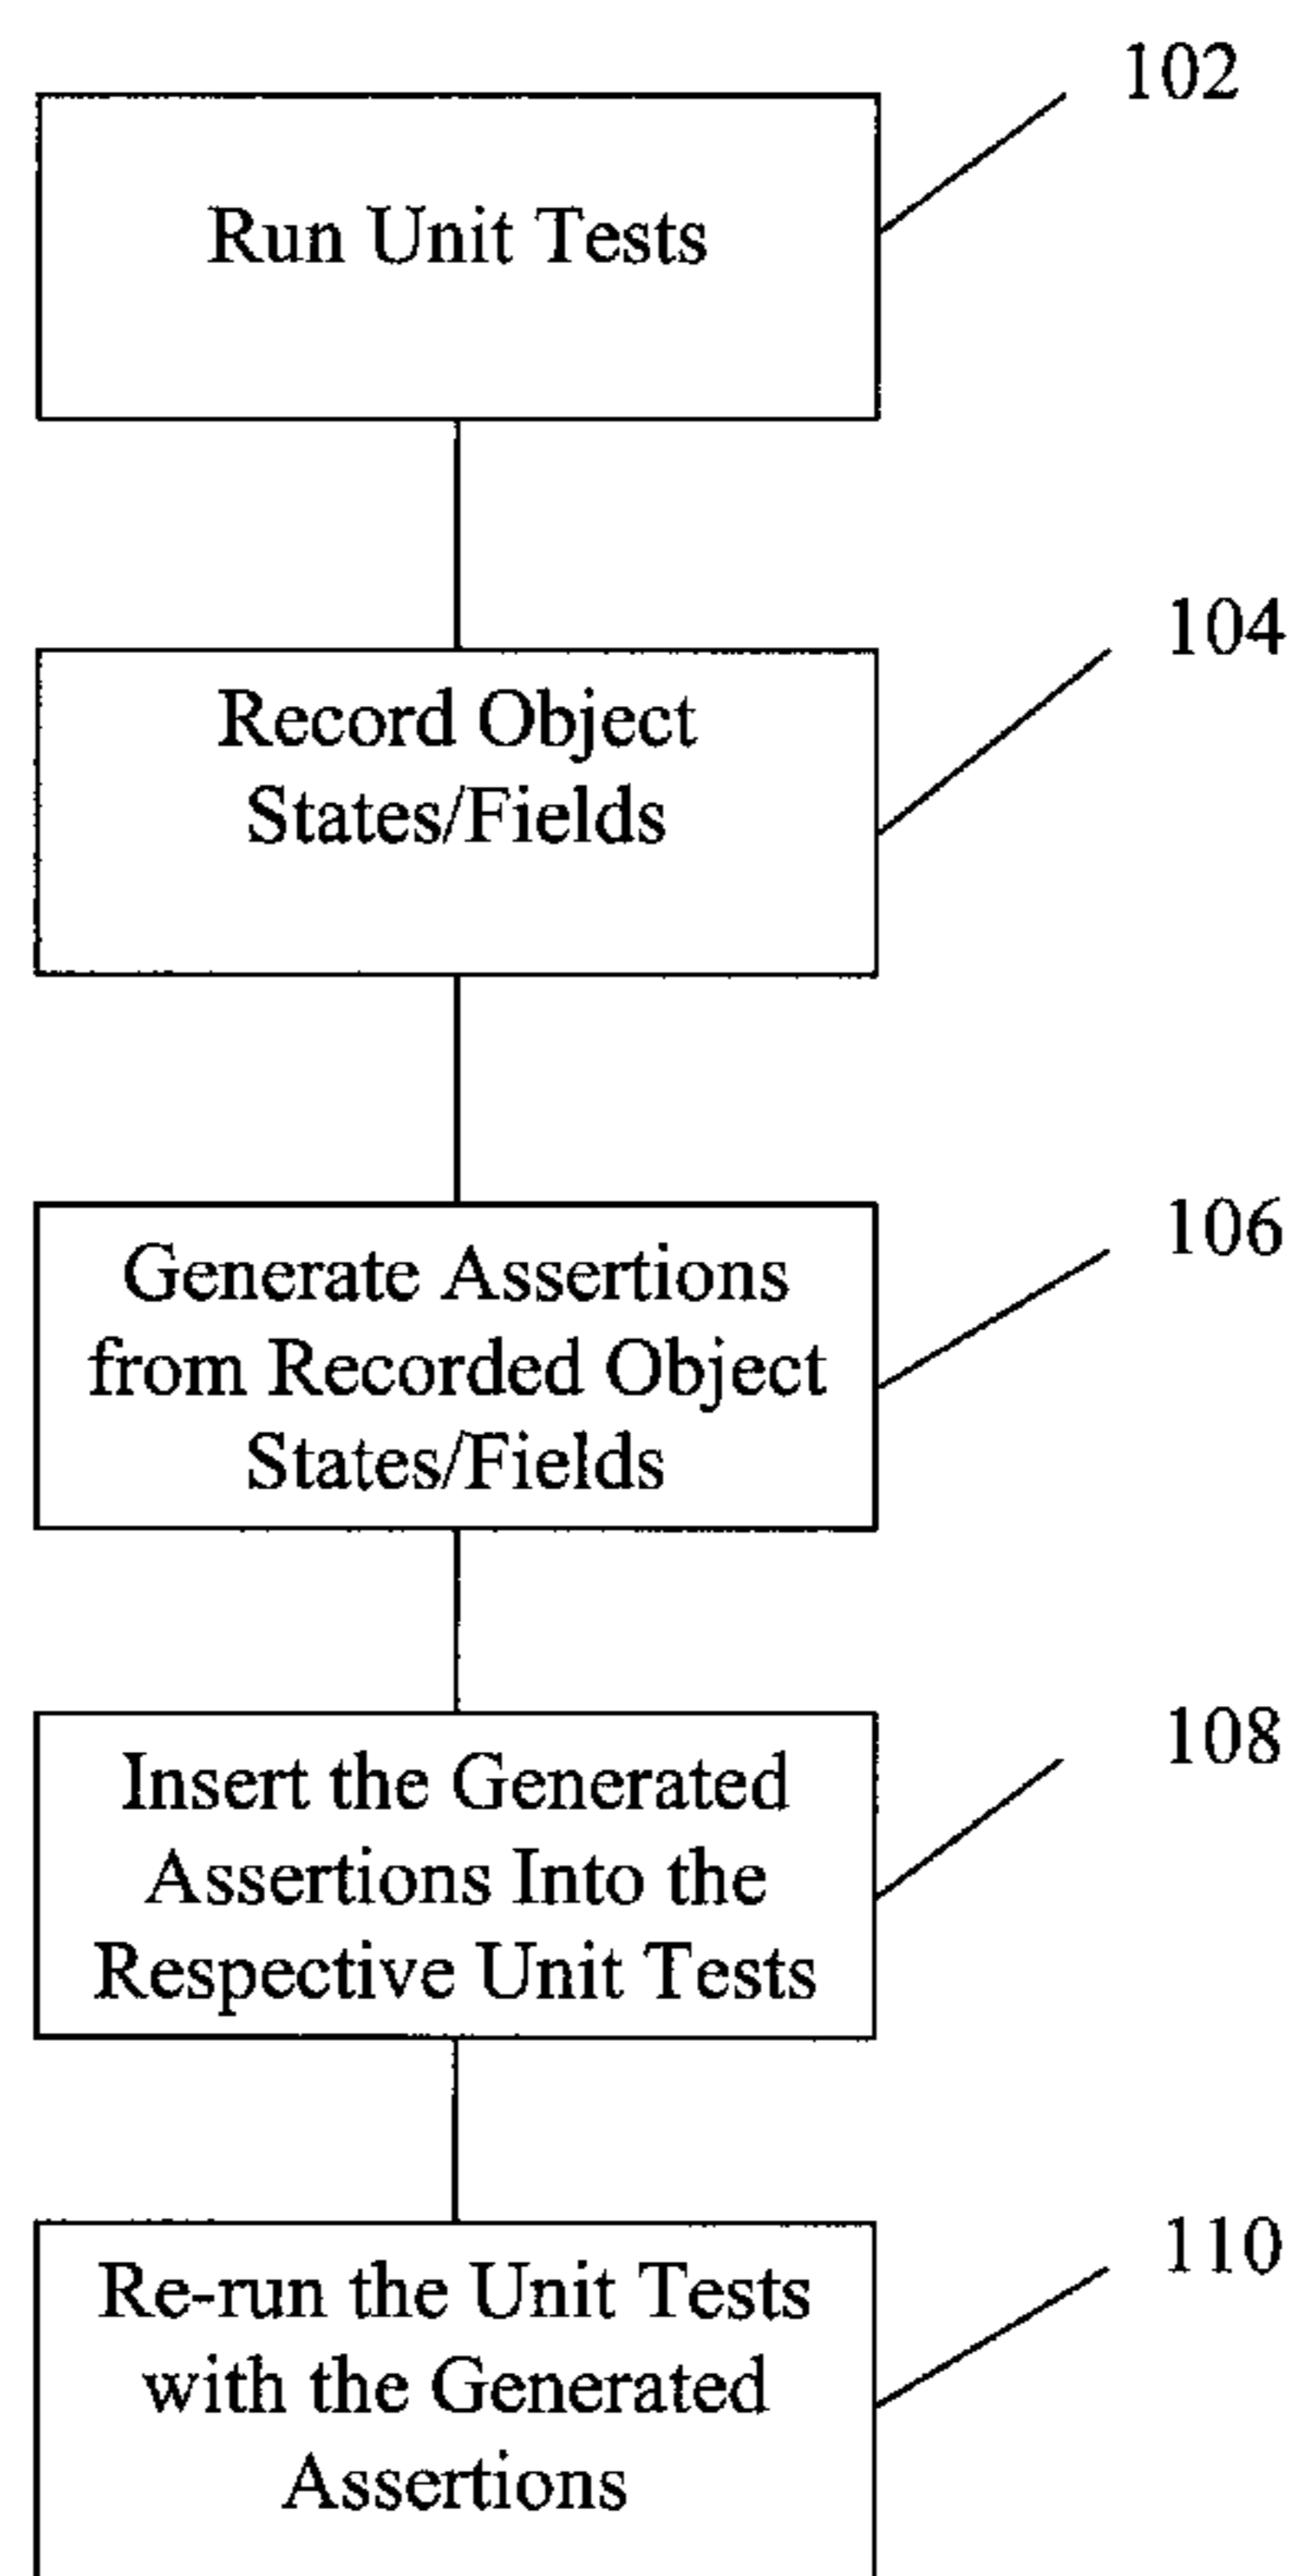 102
Run Unit Tests
104
Record Object
States/Fields
106
Generate Assertions
from Recorded Object
States/Fields
108
Insert the Generated
Assertions Into the
Respective Unit Tests
110
Re-run the Unit Tests
with the Generated
Assertions